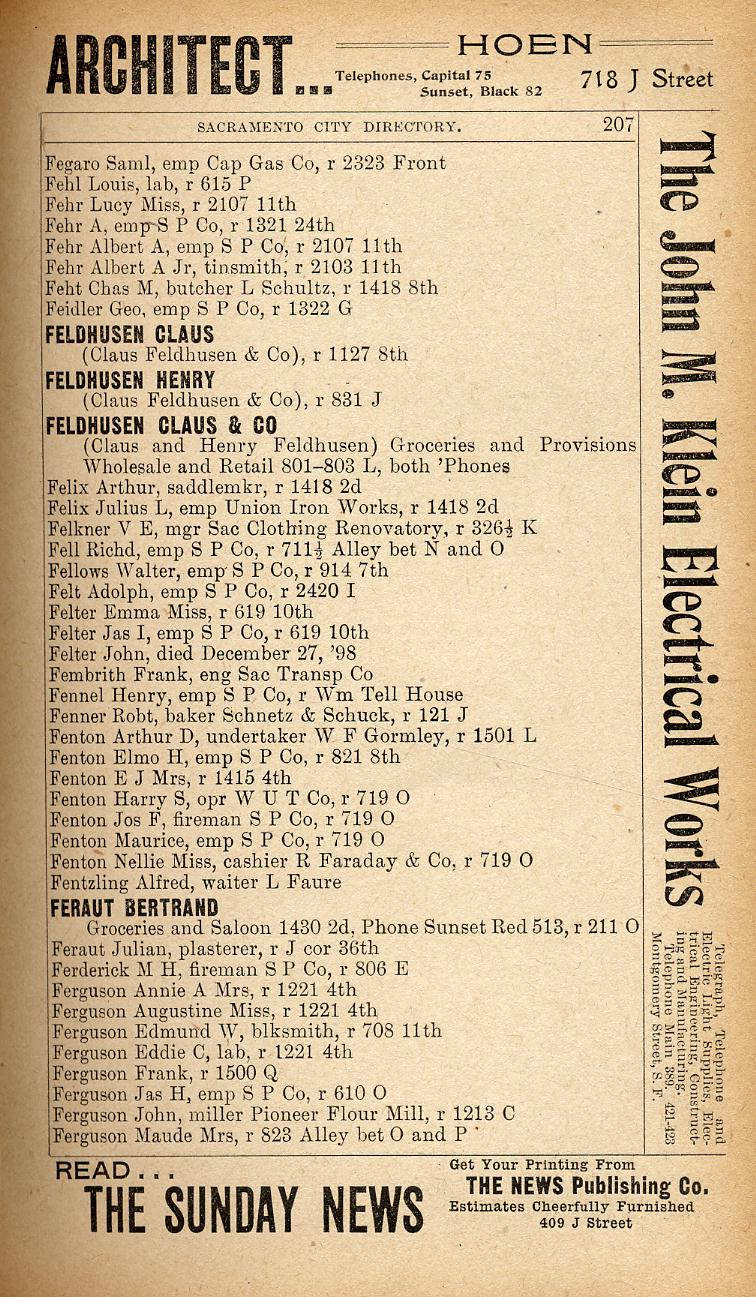 ARCHITECT... HOEN
Telephones, Capital 75
Sunset, Black 82
718 J Street
SACRAMENTO CITY DIRECTORY. 207
Fegaro Saml, emp Cap Gas Co, r 2323 Front
Fehl Louis, lab, r 615 P
Fehr Lucy Miss, r 2107 11th
Fehr A, emp S P Co, r 1321 24th
Fehr Albert A, emp S P Co, r 2107 11th
Fehr Albert A Jr, tinsmith, r 2103 11th
Feht Chas M, butcher L Schultz, r 1418 8th
Feidler Geo, emp S P Co, r 1322 G
FELDHUSEN CLAUS
(Claus Feldhusen & Co), r 1127 8th
FELDHUSEN HENRY
(Claus Feldhusen & Co), r 831 J
FELDHUSEN CLAUS & CO
(Claus and Henry Feldhusen) Groceries and Provisions
Wholesale and Retail 801–803 L, both 'Phones
Felix Arthur, saddlemkr, r 1418 2d
Felix Julius L, emp Union Iron Works, r 1418 2d
Felkner V E, mgr Sac Clothing Renovatory, r 326½ K
Fell Richd, emp S P Co, r 711½ Alley bet N and O
Fellows Walter, emp S P Co, r 914 7th
Felt Adolph, emp S P Co, r 2420 I
Felter Emma Miss, r 619 10th
Felter Jas I, emp S P Co, r 619 10th
Felter John, died December 27, '98
Fembrith Frank, eng Sac Transp Co
Fennel Henry, emp S P Co, r Wm Tell House
Fenner Robt, baker Schnetz & Schuck, r 121 J
Fenton Arthur D, undertaker W F Gormley, r 1501 L
Fenton Elmo H, emp S P Co, r 821 8th
Fenton E J Mrs, r 1415 4th
Fenton Harry S, opr W U T Co, r 719 O
Fenton Jos F, fireman S P Co, r 719 O
Fenton Maurice, emp S P Co, r 719 O
Fenton Nellie Miss, cashier R Faraday & Co, r 719 O
Fentzling Alfred, waiter L Faure
FERAUT BERTRAND
Groceries and Saloon 1430 2d, Phone Sunset Red 513, r 211 O
Feraut Julian, plasterer, r J cor 36th
Ferderick M H, fireman S P Co, r 806 E
Ferguson Annie A Mrs, r 1221 4th
Ferguson Augustine Miss, r 1221 4th
Ferguson Edmund W, blksmith, r 708 11th
Ferguson Eddie C, lab, r 1221 4th
Ferguson Frank, r 1500 Q
Ferguson Jas H, emp S P Co, r 610 O
Ferguson John, miller Pioneer Flour Mill, r 1213 C
Ferguson Maude Mrs, r 823 Alley bet O and P
The John M. Klein Electrical Works
Telegraph, Telephone and
Electric Light Supplies, Elec-
trical Engineering, Construct-
ing and Manufacturing.
Telephone Main 389. 421-423
Montgomery Street, S. F.
READ...
THE SUNDAY NEWS
Get Your Printing From
THE NEWS Publishing Co.
Estimates Cheerfully Furnished
409 J Street